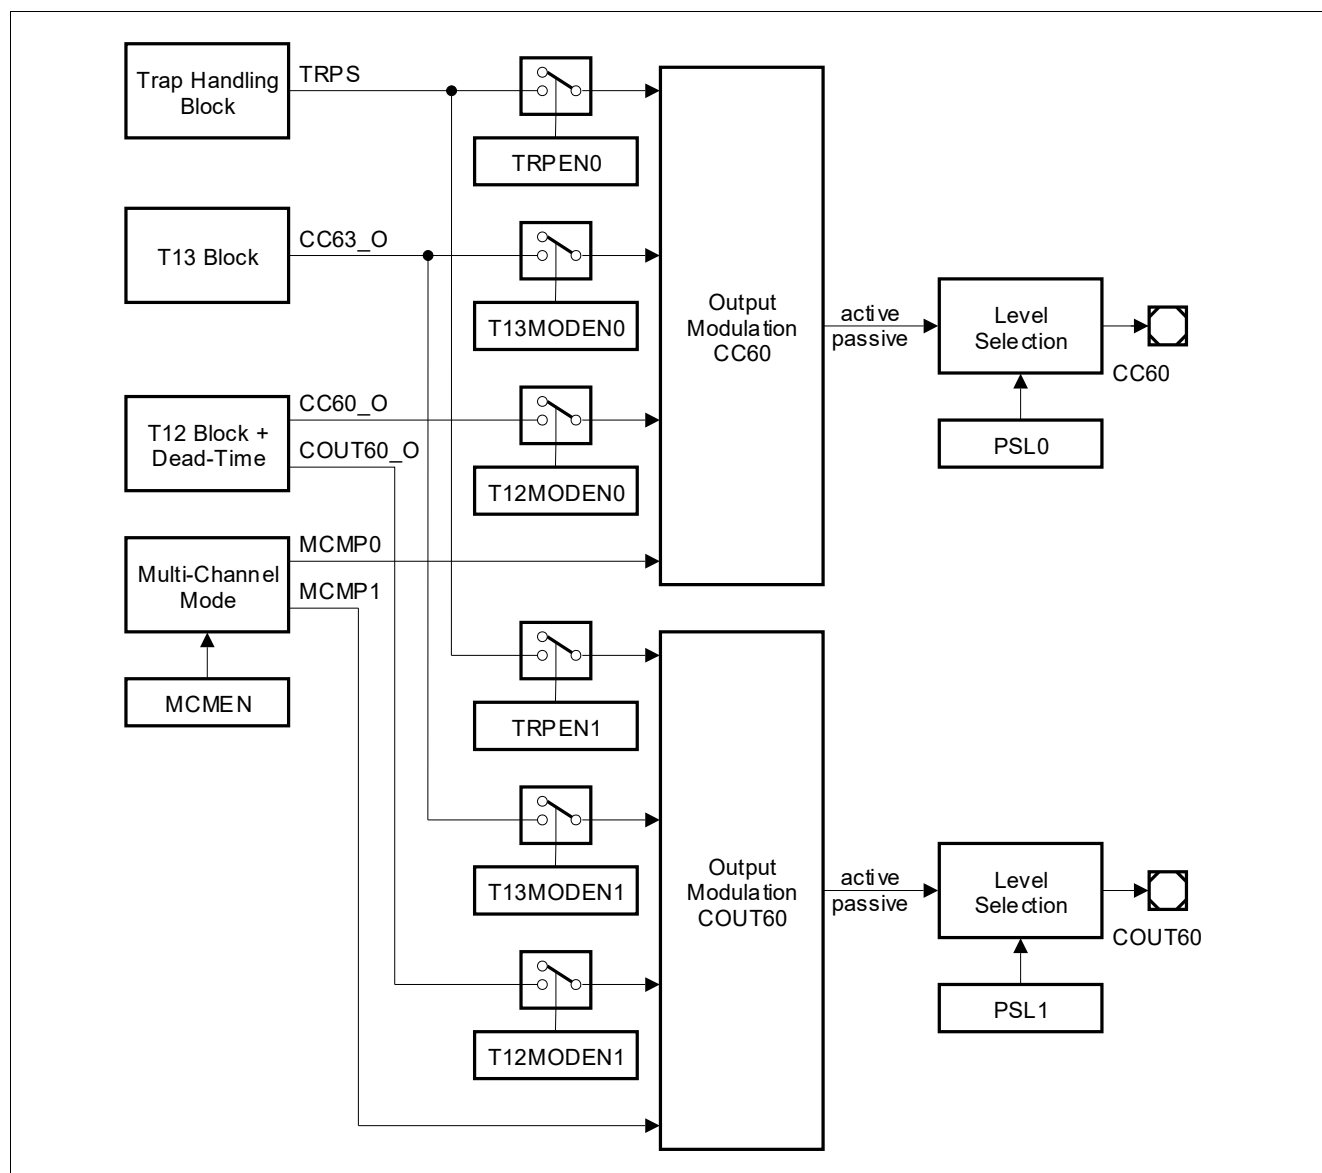 Trap Handling
Block
TRPS
TRPEN0
T13 Block
CC63_O
T13MODEN0
T12 Block +
Dead-Time
CC60_O
COUT60_O
T12MODEN0
Multi-Channel
Mode
MCMP0
MCMP1
MCMEN
Output
Modulation
CC60
active
passive
Level
Selection
CC60
PSL0
TRPEN1
T13MODEN1
T12MODEN1
Output
Modulation
COUT60
active
passive
Level
Selection
COUT60
PSL1